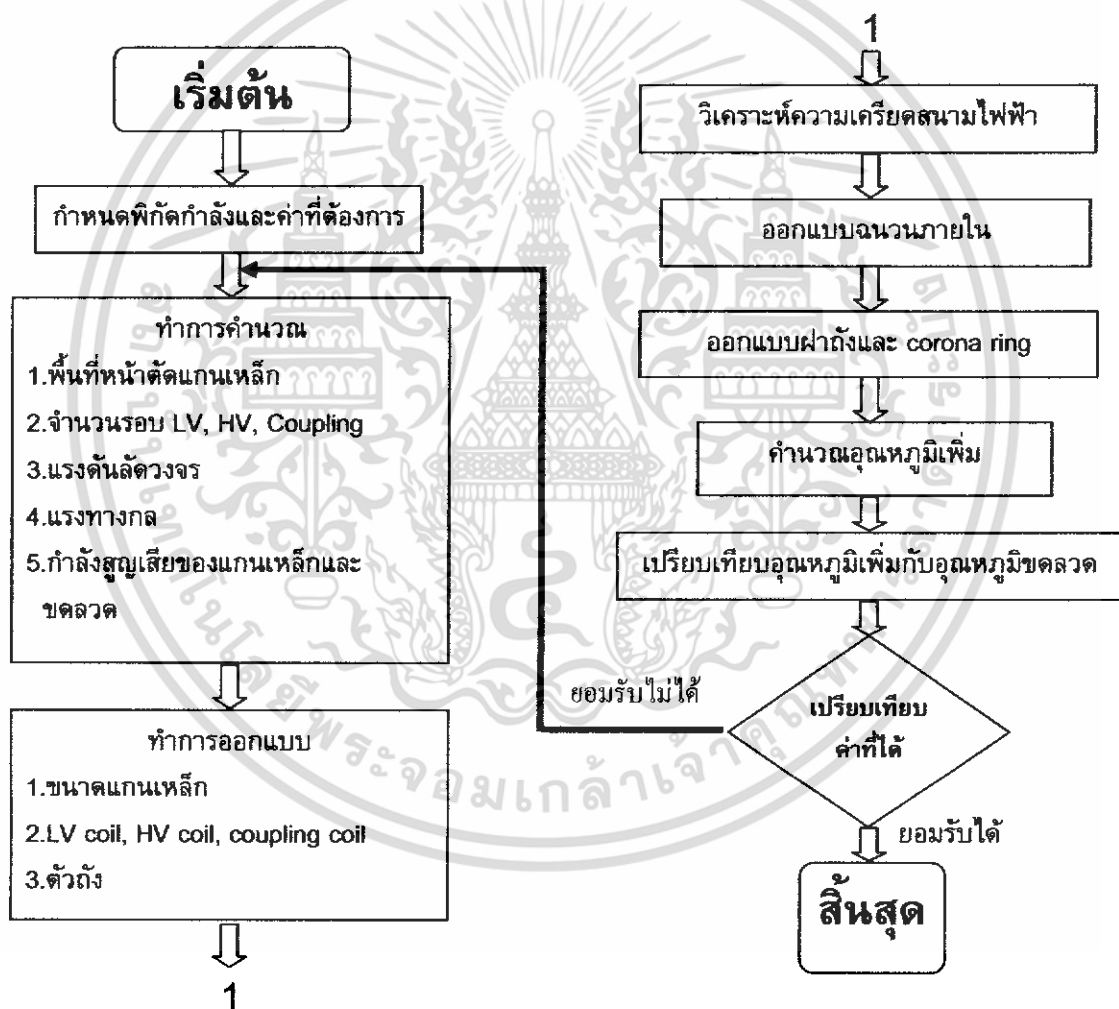 เริ่มต้น
กำหนดพิกัดกำลังและค่าที่ต้องการ
ทำการคำนวณ
1.พื้นที่หน้าตัดแกนเหล็ก
2.จำนวนรอบ LV, HV, Coupling
3.แรงดันลัดวงจร
4.แรงทางกล
5.กำลังสูญเสียของแกนเหล็กและ
ขดลวด
ทำการออกแบบ
1.ขนาดแกนเหล็ก
2.LV coil, HV coil, coupling coil
3.ตัวถัง
1
1
วิเคราะห์ความเครียดสนามไฟฟ้า
ออกแบบฉนวนภายใน
ออกแบบฝาถังและ corona ring
คำนวณอุณหภูมิเพิ่ม
เปรียบเทียบอุณหภูมิเพิ่มกับอุณหภูมิขดลวด
เปรียบเทียบ
ค่าที่ได้
ยอมรับไม่ได้
ยอมรับได้
สิ้นสุด